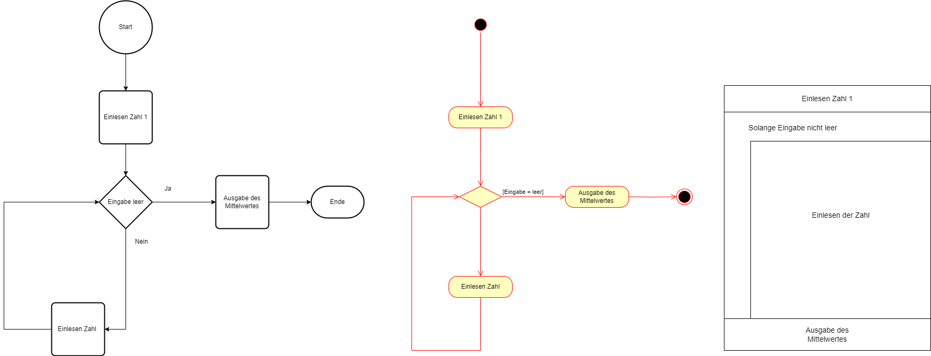 Start
Einlesen Zahl 1
Eingabe leer
Ja
Ausgabe des
Mittelwertes
Ende
Nein
Einlesen Zahl
Einlesen Zahl 1
[Eingabe = leer]
Ausgabe des
Mittelwertes
Einlesen Zahl
Einlesen Zahl 1
Solange Eingabe nicht leer
Einlesen der Zahl
Ausgabe des
Mittelwertes